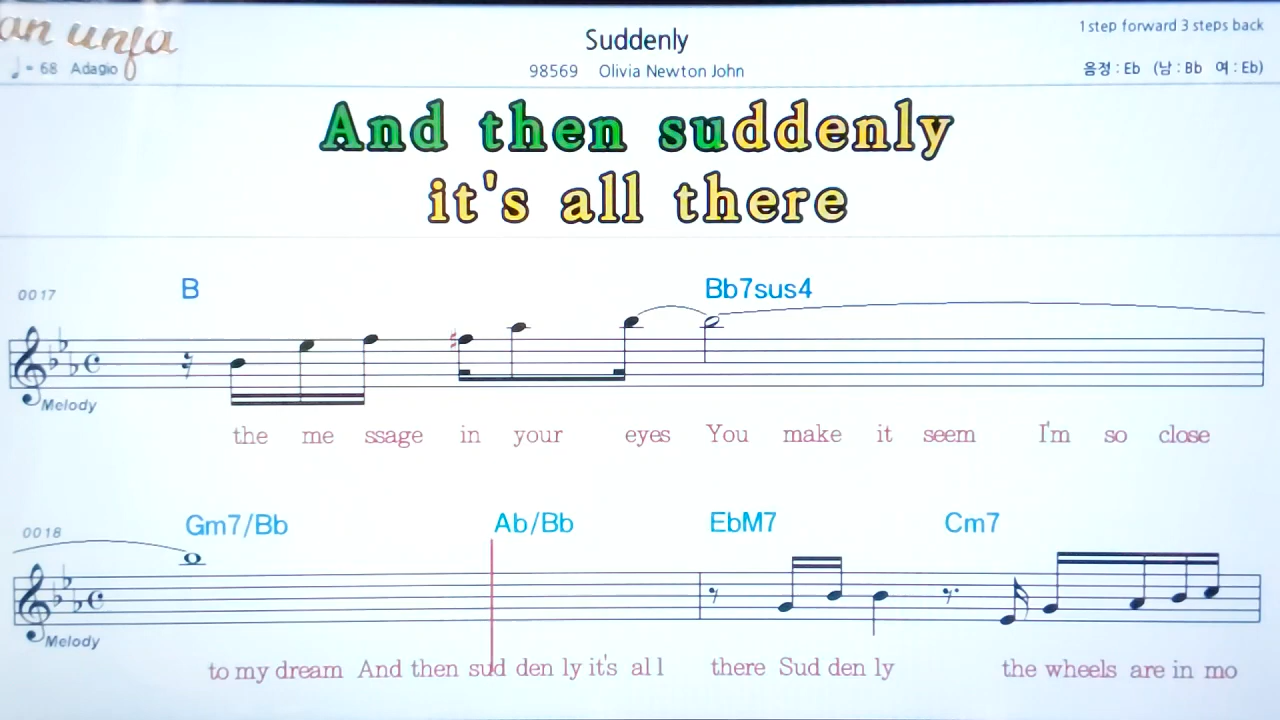 an unfa
Suddenly
1 step forward 3 steps back
♩ = 68 Adagio
98569 Olivia Newton John
음정 : Eb (남 : Bb 여 : Eb)
And then suddenly
it's all there
0017
B Bb7sus4
Melody
the me ssage in your eyes You make it seem I'm so close
0018
Gm7/Bb Ab/Bb EbM7 Cm7
Melody
to my dream And then sud den ly it's all there Sud den ly the wheels are in mo